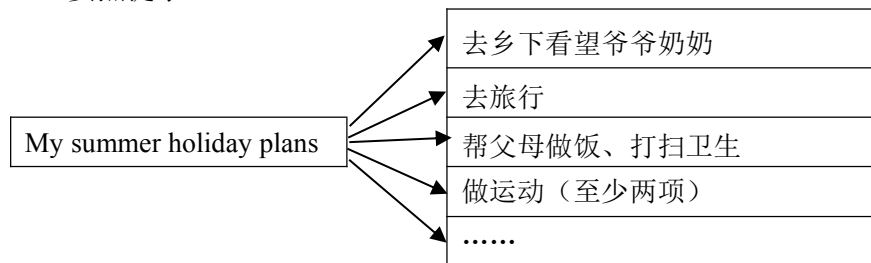 去乡下看望爷爷奶奶
去旅行
My summer holiday plans
帮父母做饭、打扫卫生
做运动（至少两项）
……